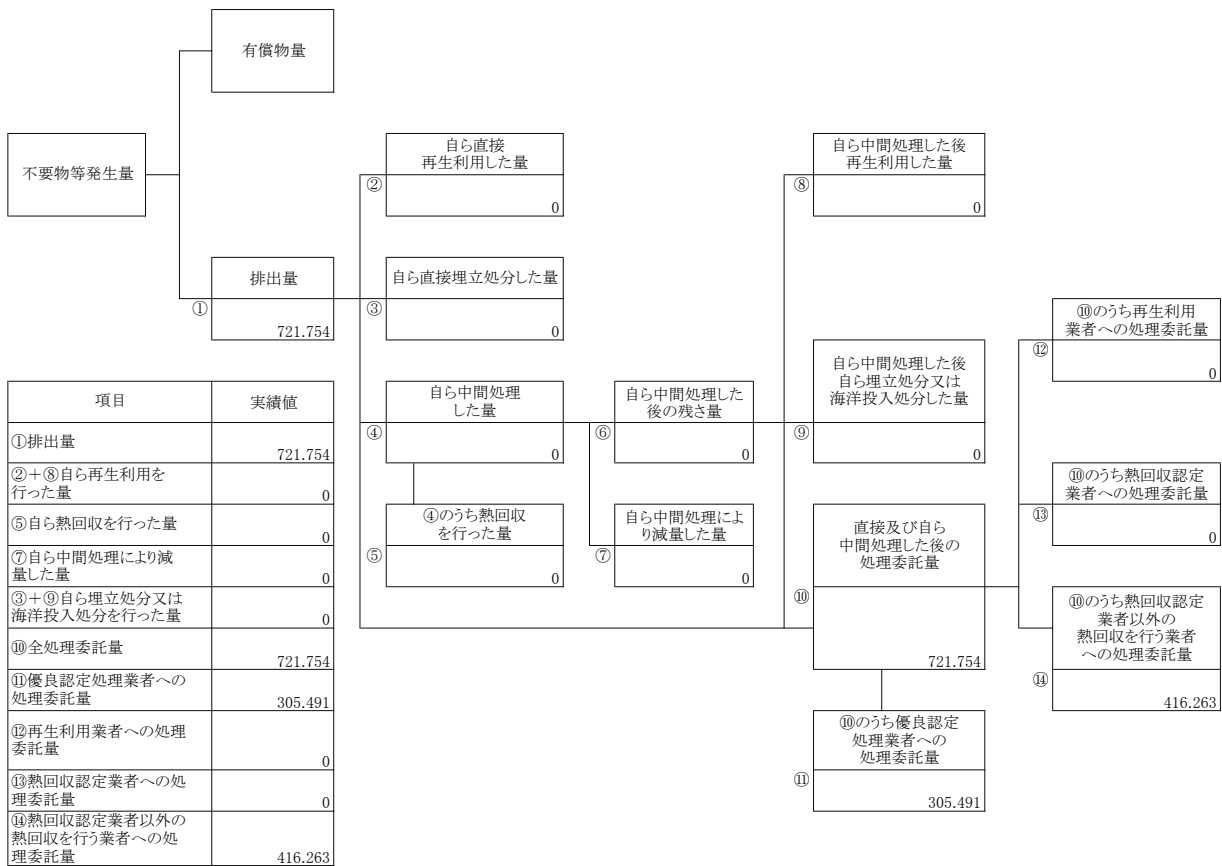 有償物量
不要物等発生量
排出量
①
721.754
自ら直接
再生利用した量
②
0
自ら直接埋立処分した量
③
0
自ら中間処理
した量
④
0
④のうち熱回収
を行った量
⑤
0
自ら中間処理した
後の残さ量
⑥
0
自ら中間処理によ
り減量した量
⑦
0
自ら中間処理した後
再生利用した量
⑧
0
自ら中間処理した後
自ら埋立処分又は
海洋投入処分した量
⑨
0
直接及び自ら
中間処理した後の
処理委託量
⑩
721.754
⑩のうち優良認定
処理業者への
処理委託量
⑪
305.491
⑩のうち再生利用
業者への処理委託量
⑫
0
⑩のうち熱回収認定
業者への処理委託量
⑬
0
⑩のうち熱回収認定
業者以外の
熱回収を行う業者
への処理委託量
⑭
416.263
項目 実績値
①排出量
721.754
②+⑧自ら再生利用を
行った量
0
⑤自ら熱回収を行った量
0
⑦自ら中間処理により減
量した量
0
③+⑨自ら埋立処分又は
海洋投入処分を行った量
0
⑩全処理委託量
721.754
⑪優良認定処理業者への
処理委託量
305.491
⑫再生利用業者への処理
委託量
0
⑬熱回収認定業者への処
理委託量
0
⑭熱回収認定業者以外の
熱回収を行う業者への処
理委託量
416.263